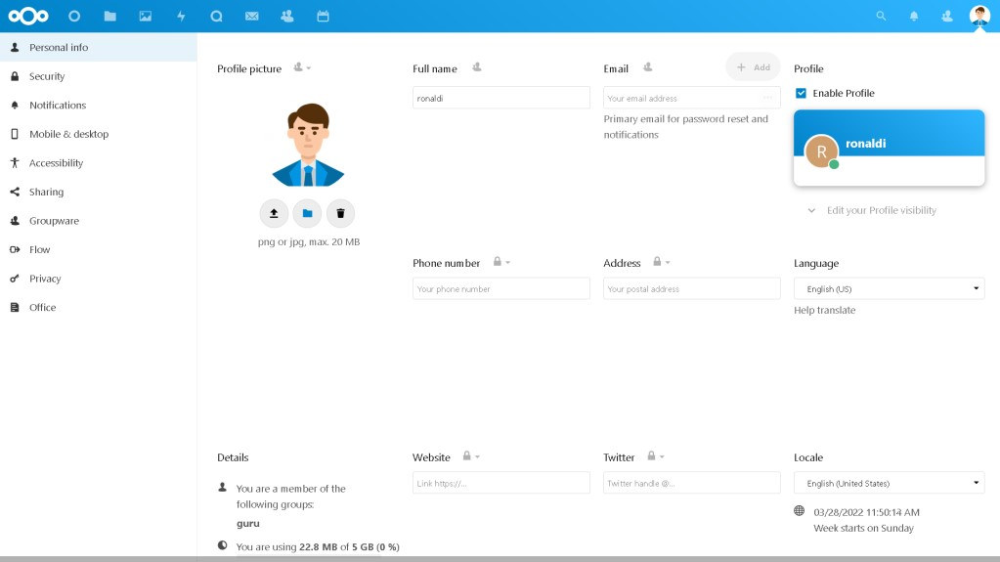 Personal info
Security
Notifications
Mobile & desktop
Accessibility
Sharing
Groupware
Flow
Privacy
Office
Profile picture
png or jpg, max. 20 MB
Full name
ronaldi
Email
Add
Your email address
Primary email for password reset and
notifications
Profile
Enable Profile
R
ronaldi
Edit your Profile visibility
Phone number
Your phone number
Address
Your postal address
Language
English (US)
Help translate
Details
You are a member of the
following groups:
guru
You are using 22.8 MB of 5 GB (0 %)
Website
Link https://...
Twitter
Twitter handle @...
Locale
English (United States)
03/28/2022 11:50:14 AM
Week starts on Sunday